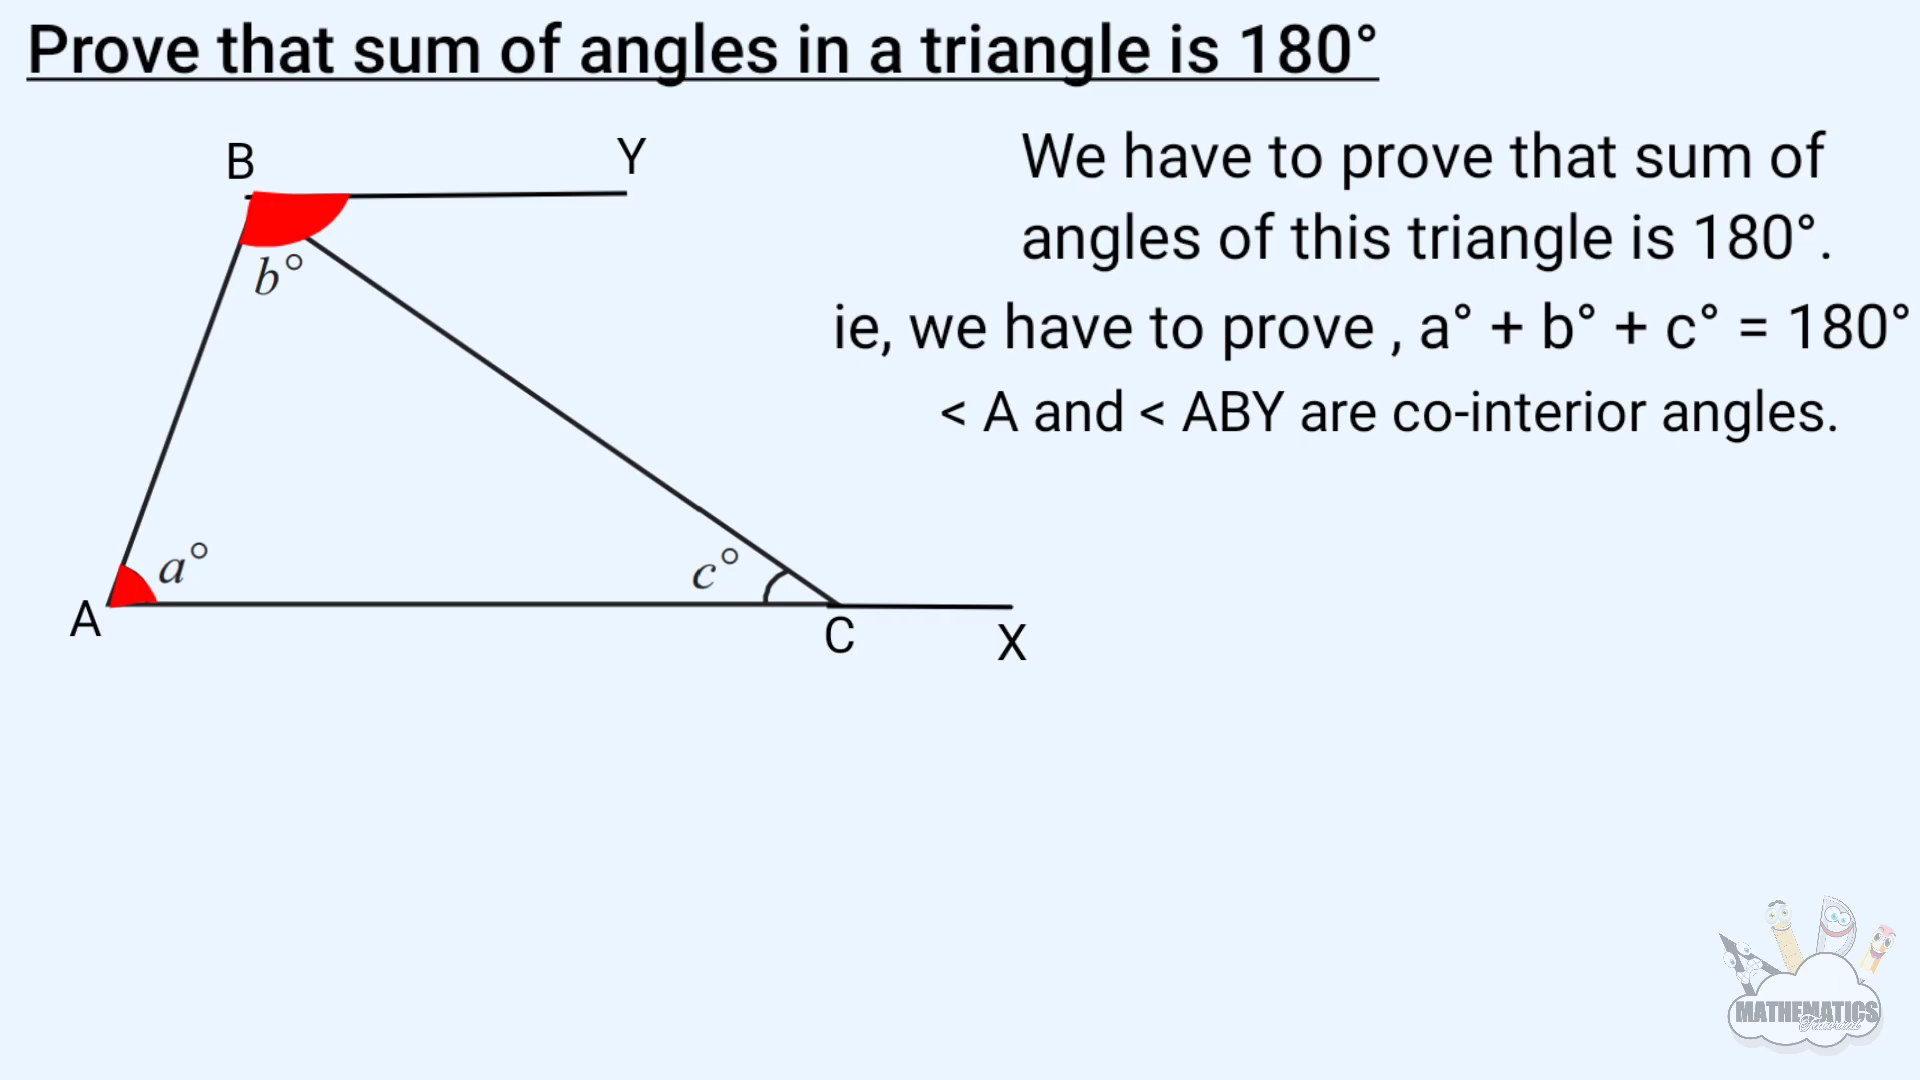 Prove that sum of angles in a triangle is 180°
B
Y
We have to prove that sum of
angles of this triangle is 180°.
b°
ie, we have to prove , a° + b° + c° = 180°
< A and < ABY are co-interior angles.
a°
c°
A
C
X
MATHEMATICS
Tutorial